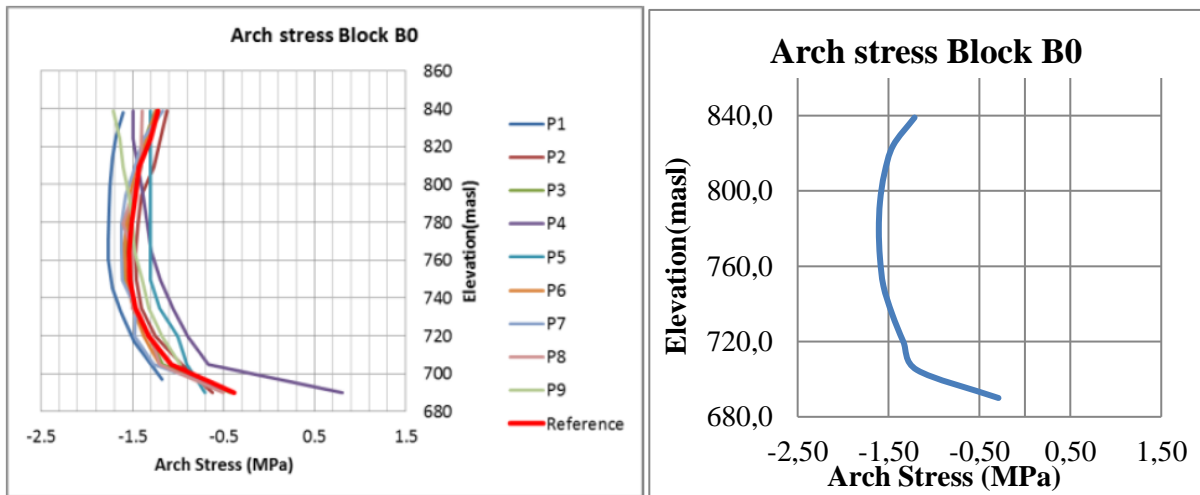 Arch stress Block B0
860
840
820
800
780
760
740
720
700
680
Elevation(masl)
-2.5 -1.5 -0.5 0.5 1.5
Arch Stress (MPa)
P1
P2
P3
P4
P5
P6
P7
P8
P9
Reference
Arch stress Block B0
840,0
800,0
760,0
720,0
680,0
Elevation(masl)
-2,50 -1,50 -0,50 0,50 1,50
Arch Stress (MPa)